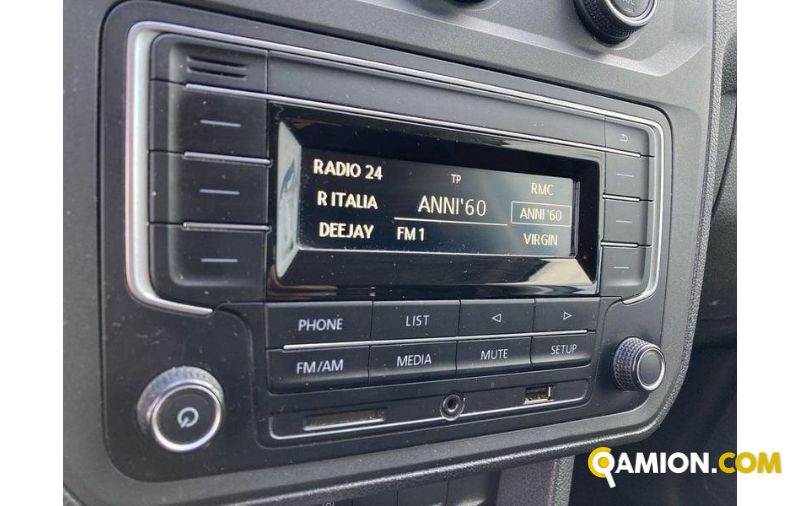 RADIO 24
TP
RMC
R ITALIA
ANNI'60
ANNI '60
DEEJAY
FM 1
VIRGIN
PHONE
LIST
FM/AM
MEDIA
MUTE
SETUP
QAMION.COM